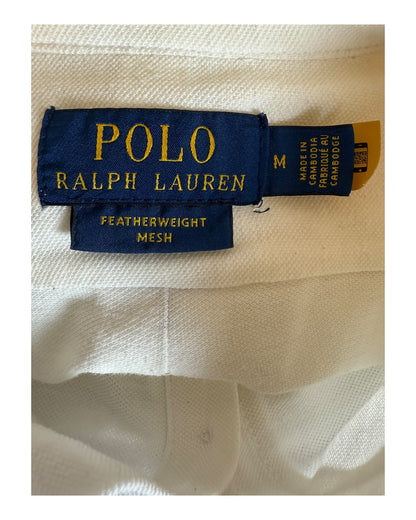 POLO
RALPH LAUREN
FEATHERWEIGHT
MESH
M
MADE IN
CAMBODIA
FABRIQUÉ AU
CAMBODGE